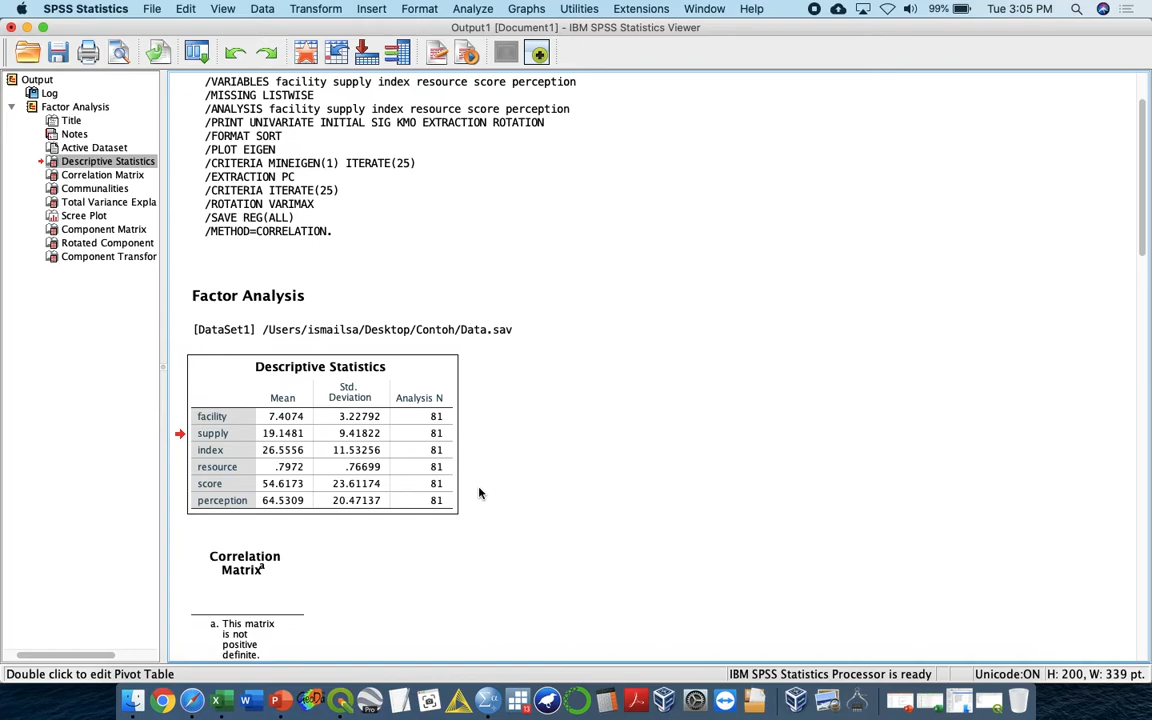 SPSS Statistics File Edit View Data Transform Insert Format Analyze Graphs Utilities Extensions Window Help 99% Tue 3:05 PM
Output1 [Document1] - IBM SPSS Statistics Viewer
Output
Log
Factor Analysis
Title
Notes
Active Dataset
Descriptive Statistics
Correlation Matrix
Communalities
Total Variance Expla
Scree Plot
Component Matrix
Rotated Component
Component Transfor
/VARIABLES facility supply index resource score perception
/MISSING LISTWISE
/ANALYSIS facility supply index resource score perception
/PRINT UNIVARIATE INITIAL SIG KMO EXTRACTION ROTATION
/FORMAT SORT
/PLOT EIGEN
/CRITERIA MINEIGEN(1) ITERATE(25)
/EXTRACTION PC
/CRITERIA ITERATE(25)
/ROTATION VARIMAX
/SAVE REG(ALL)
/METHOD=CORRELATION.
Factor Analysis
[DataSet1] /Users/ismailsa/Desktop/Contoh/Data.sav
Descriptive Statistics
Mean Std. Deviation Analysis N
facility 7.4074 3.22792 81
supply 19.1481 9.41822 81
index 26.5556 11.53256 81
resource .7972 .76699 81
score 54.6173 23.61174 81
perception 64.5309 20.47137 81
Correlation
Matrixa
a. This matrix
is not
positive
definite.
Double click to edit Pivot Table IBM SPSS Statistics Processor is ready Unicode:ON H: 200, W: 339 pt.